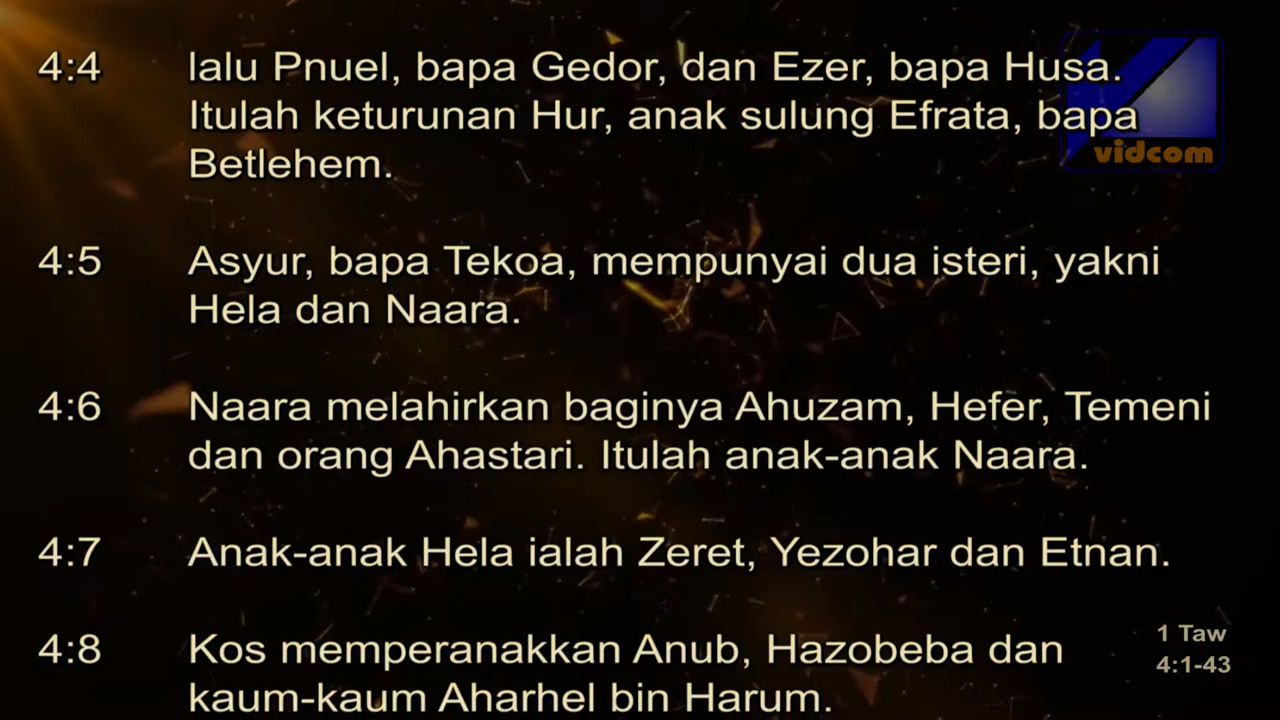 4:4 lalu Pnuel, bapa Gedor, dan Ezer, bapa Husa.
Itulah keturunan Hur, anak sulung Efrata, bapa
Betlehem.
4:5 Asyur, bapa Tekoa, mempunyai dua isteri, yakni
Hela dan Naara.
4:6 Naara melahirkan baginya Ahuzam, Hefer, Temeni
dan orang Ahastari. Itulah anak-anak Naara.
4:7 Anak-anak Hela ialah Zeret, Yezohar dan Etnan.
4:8 Kos memperanakkan Anub, Hazobeba dan
kaum-kaum Aharhel bin Harum.
vidcom
1 Taw
4:1-43